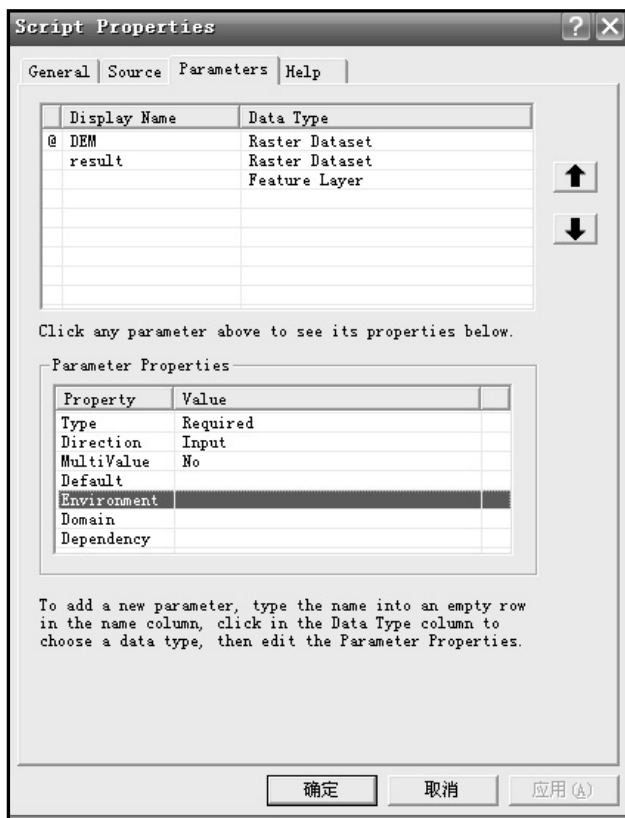 Script Properties
General Source Parameters Help
Display Name Data Type
@ DEM Raster Dataset
result Raster Dataset
Feature Layer
Click any parameter above to see its properties below.
Parameter Properties
Property Value
Type Required
Direction Input
MultiValue No
Default
Environment
Domain
Dependency
To add a new parameter, type the name into an empty row
in the name column, click in the Data Type column to
choose a data type, then edit the Parameter Properties.
确定 取消 应用(A)